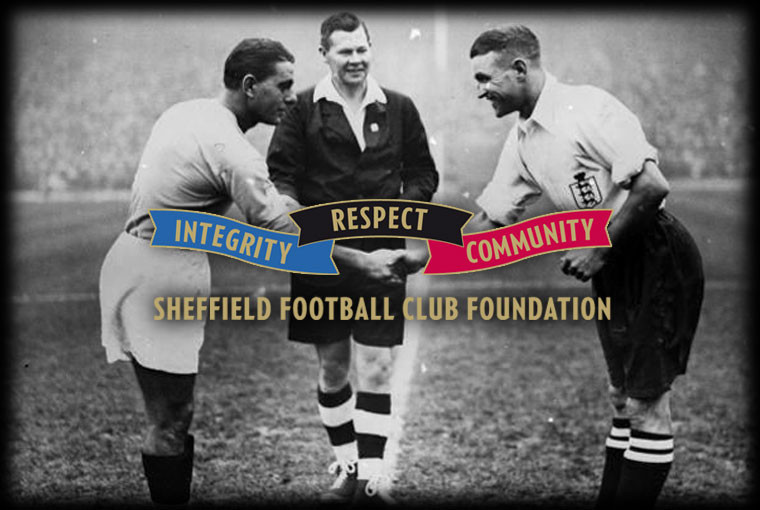 INTEGRITY RESPECT COMMUNITY
SHEFFIELD FOOTBALL CLUB FOUNDATION